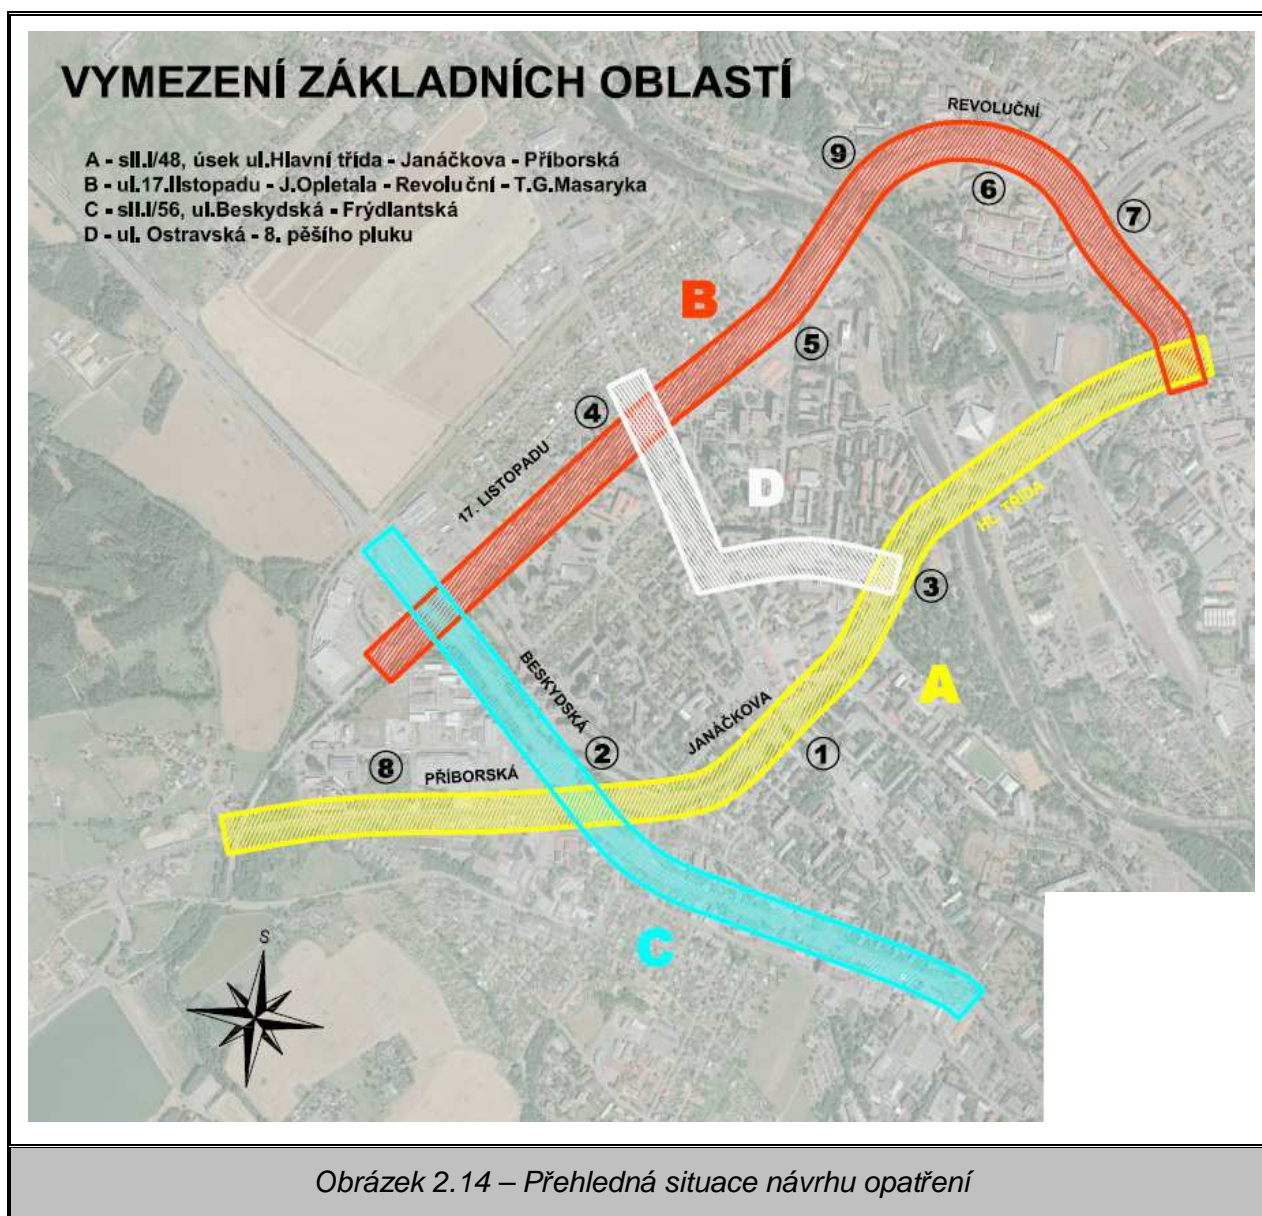 VYMEZENÍ ZÁKLADNÍCH OBLASTÍ
A - sil.I/48, úsek ul.Hlavní třída - Janáčkova - Příborská
B - ul.17.listopadu - J.Opletala - Revoluční - T.G.Masaryka
C - sil.I/56, ul.Beskydská - Frýdlantská
D - ul. Ostravská - 8. pěšího pluku
REVOLUČNÍ
9
6
7
B
5
4
17. LISTOPADU
D
HL. TŘÍDA
3
BESKYDSKÁ
A
JANÁČKOVA
2
1
8
PŘÍBORSKÁ
C
S
Obrázek 2.14 – Přehledná situace návrhu opatření